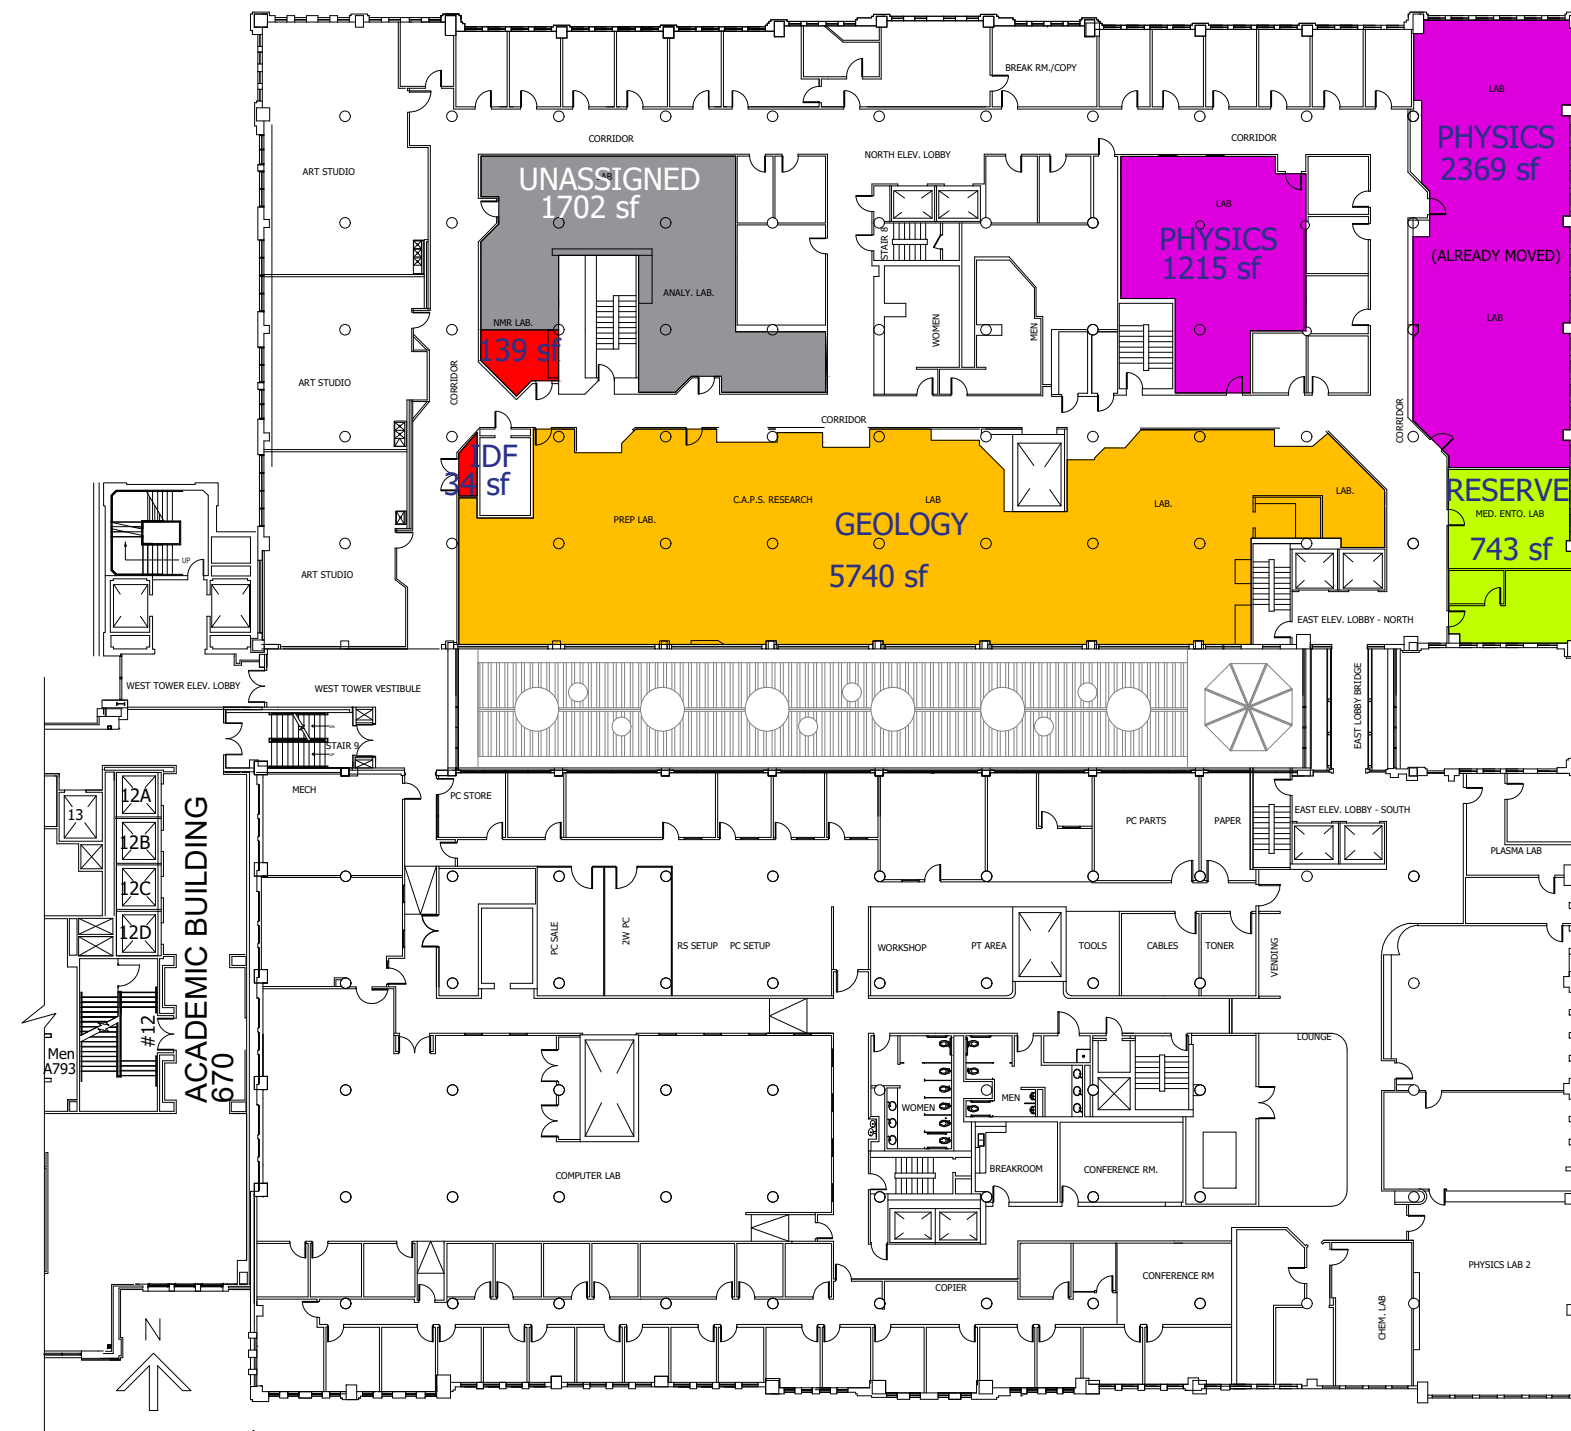 BREAK RM./COPY
LAB
CORRIDOR
CORRIDOR
NORTH ELEV. LOBBY
PHYSICS
2369 sf
ART STUDIO
LAB
UNASSIGNED
1702 sf
LAB
PHYSICS
1215 sf
STAIR 8
(ALREADY MOVED)
ANALY. LAB.
NMR LAB.
139 sf
WOMEN
MEN
LAB
ART STUDIO
CORRIDOR
CORRIDOR
CORRIDOR
IDF
34 sf
C.A.P.S. RESEARCH
LAB
LAB.
LAB.
PREP LAB.
GEOLOGY
5740 sf
RESERVE
MED. ENTO. LAB
743 sf
UP
ART STUDIO
EAST ELEV. LOBBY - NORTH
WEST TOWER ELEV. LOBBY
WEST TOWER VESTIBULE
EAST LOBBY BRIDGE
STAIR 9
UP
MECH
PC STORE
PC PARTS
PAPER
EAST ELEV. LOBBY - SOUTH
PLASMA LAB
13
12A
12B
12C
12D
ACADEMIC BUILDING
670
#12
Men
A793
PC SALE
2W PC
RS SETUP
PC SETUP
WORKSHOP
PT AREA
TOOLS
CABLES
TONER
VENDING
LOUNGE
WOMEN
MEN
COMPUTER LAB
BREAKROOM
CONFERENCE RM.
COPIER
CONFERENCE RM
PHYSICS LAB 2
CHEM. LAB
N